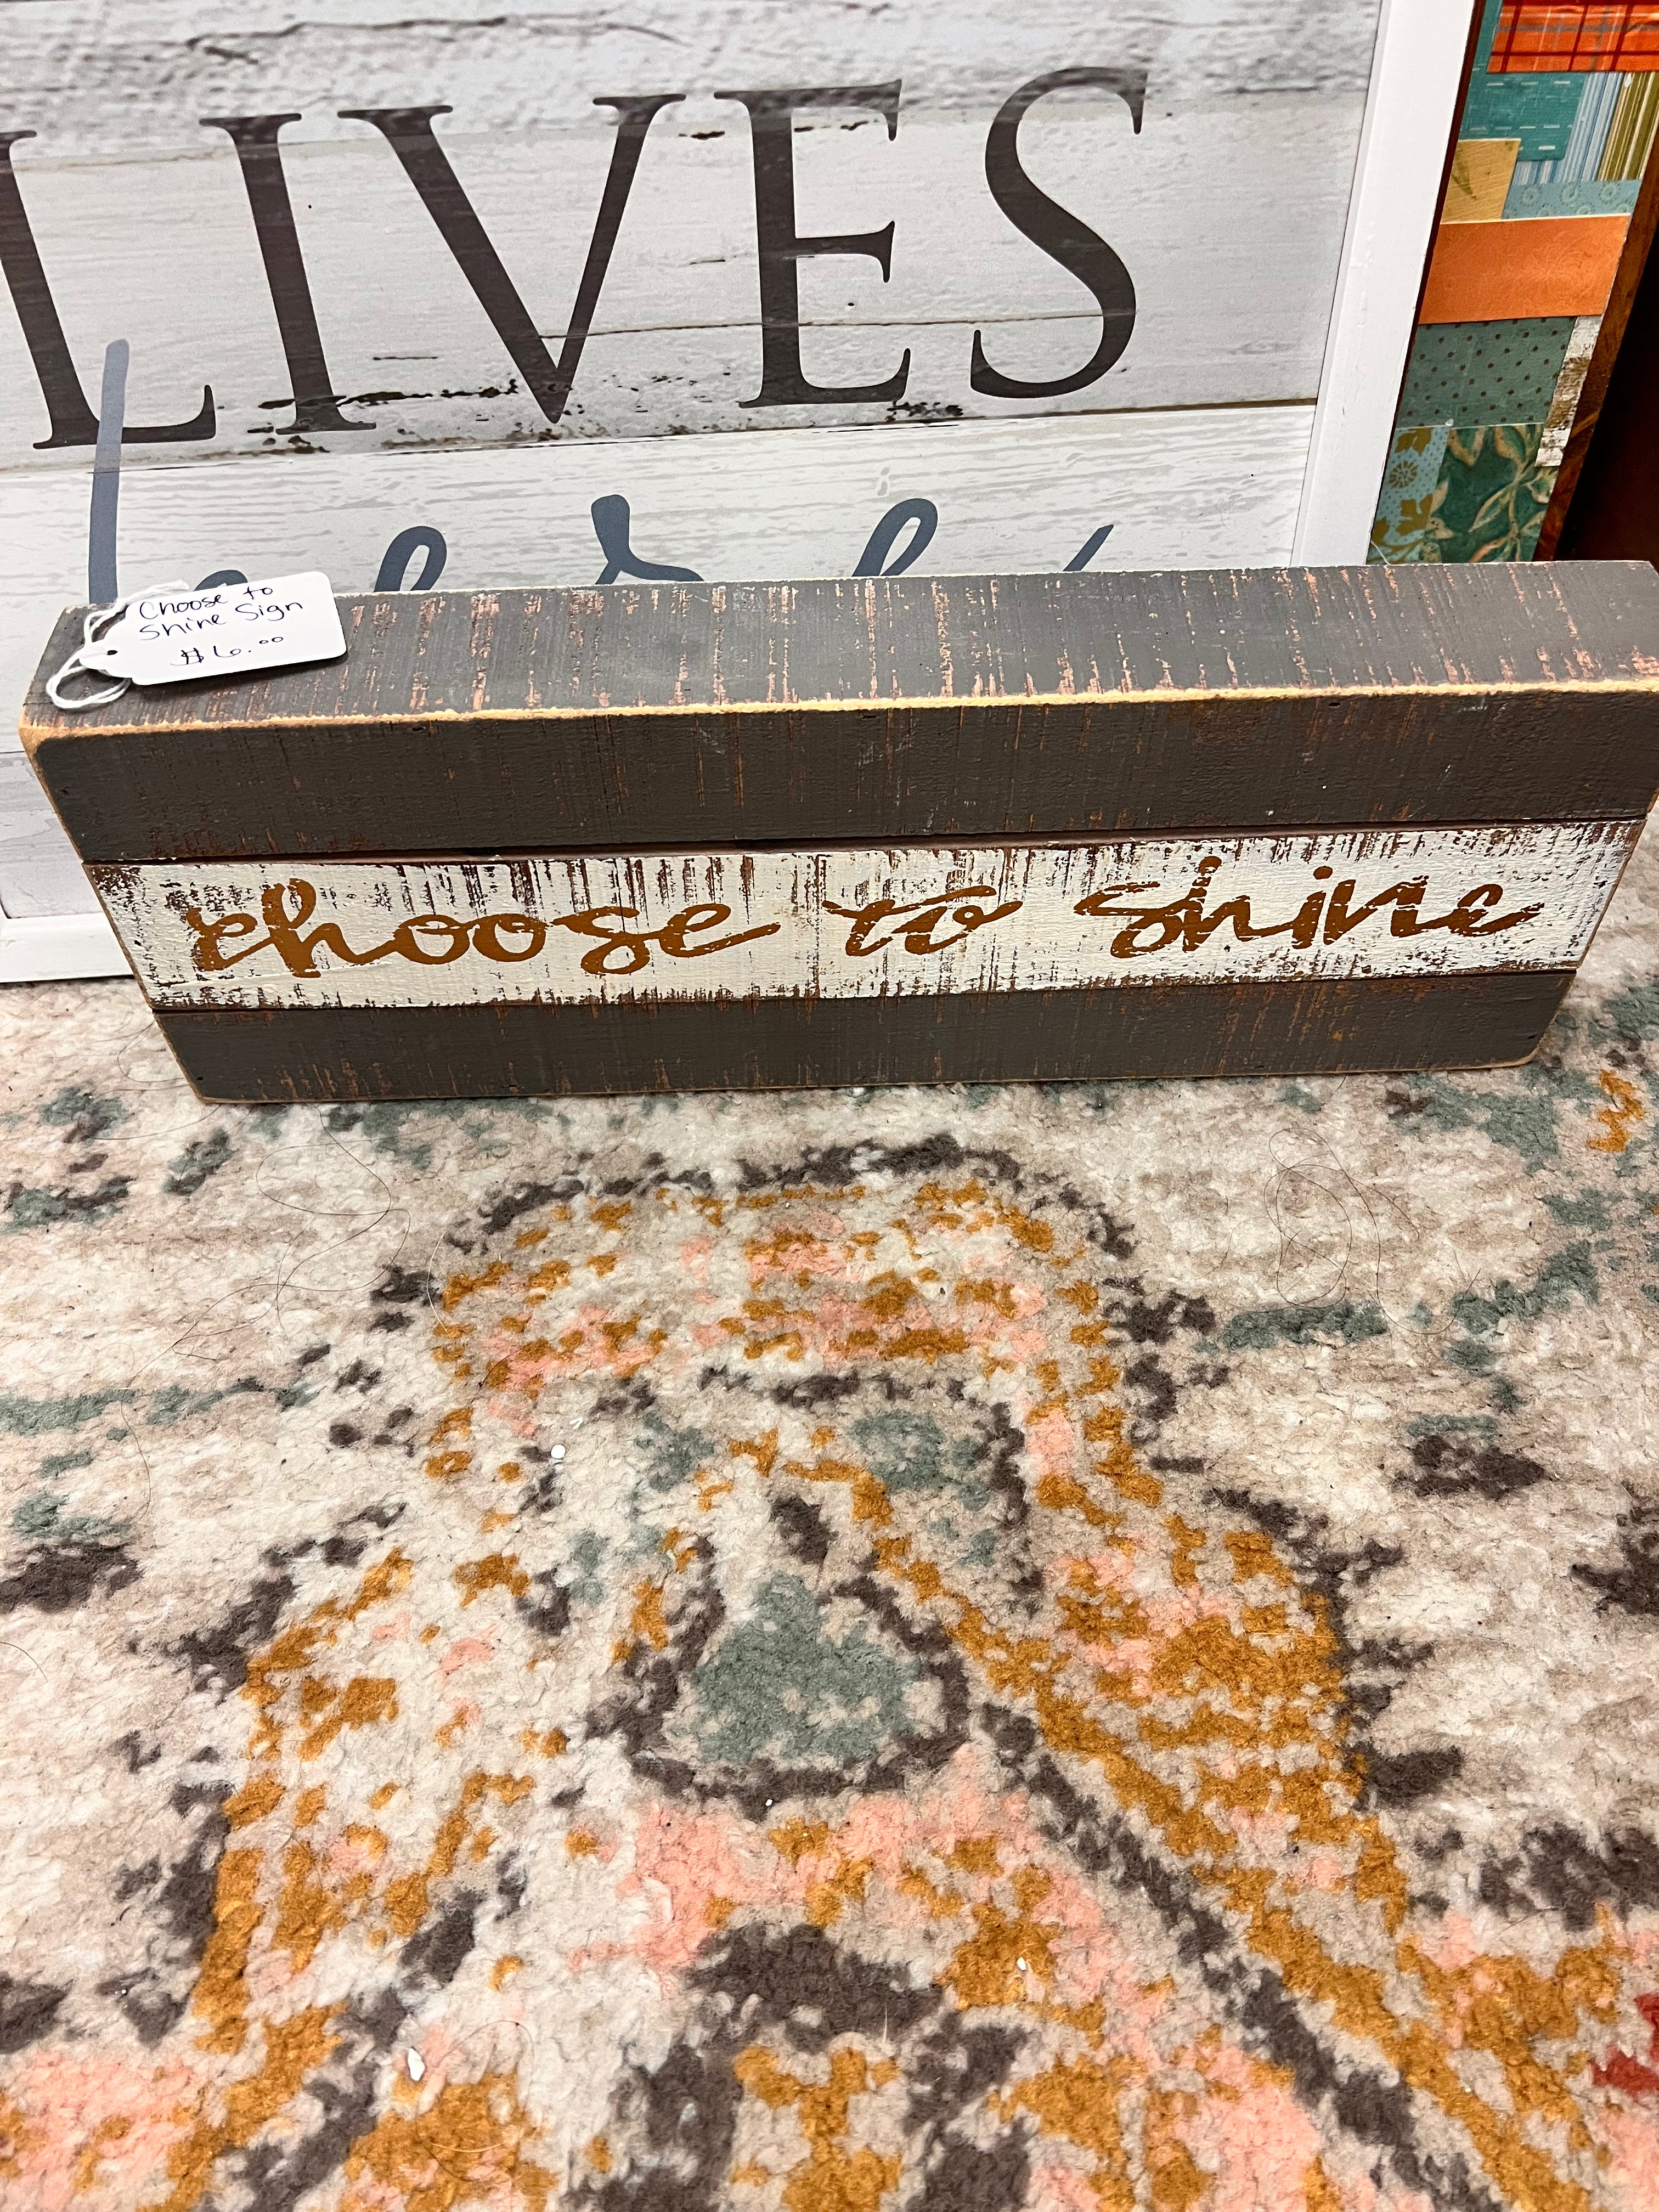 LIVES
Choose to
Shine Sign
$6.00
choose to shine